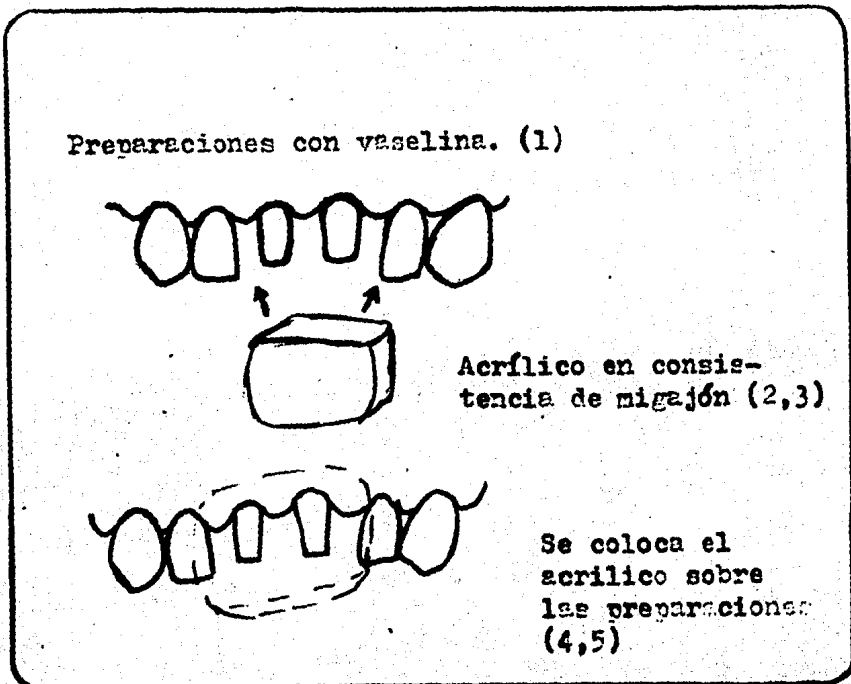 Preparaciones con vaselina. (1)
Acrílico en consis-
tencia de migajón (2,3)
Se coloca el
acrilico sobre
las preparaciones
(4,5)